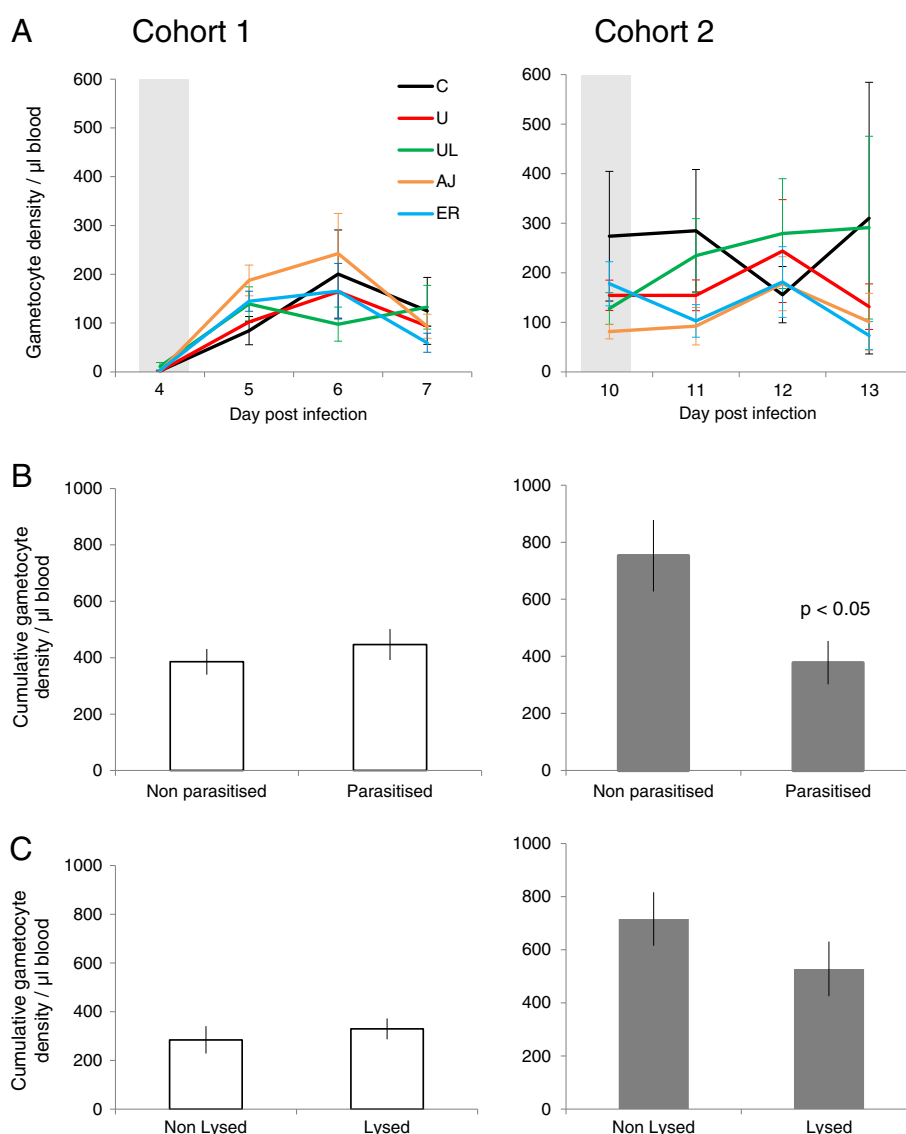 A
Cohort 1
Cohort 2
Gametocyte density / µl blood
600
500
400
300
200
100
0
4
5
6
7
Day post infection
C
U
UL
AJ
ER
600
500
400
300
200
100
0
10
11
12
13
Day post infection
B
Cumulative gametocyte
density / µl blood
1000
800
600
400
200
0
Non parasitised
Parasitised
1000
800
600
400
200
0
p < 0.05
Non parasitised
Parasitised
C
Cumulative gametocyte
density / µl blood
1000
800
600
400
200
0
Non Lysed
Lysed
1000
800
600
400
200
0
Non Lysed
Lysed